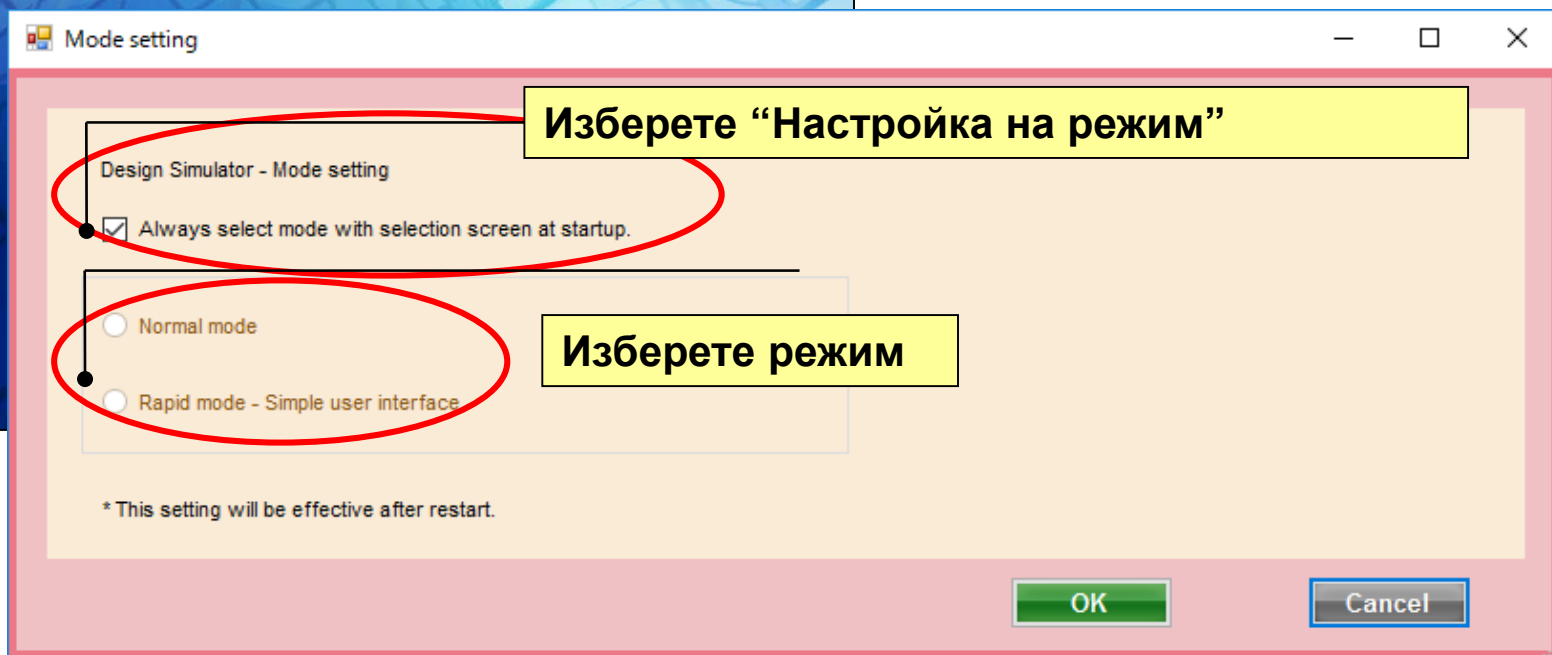 Mode setting
Изберете “Настройка на режим”
Design Simulator - Mode setting
Always select mode with selection screen at startup.
Normal mode
Изберете режим
Rapid mode - Simple user interface
* This setting will be effective after restart.
OK
Cancel